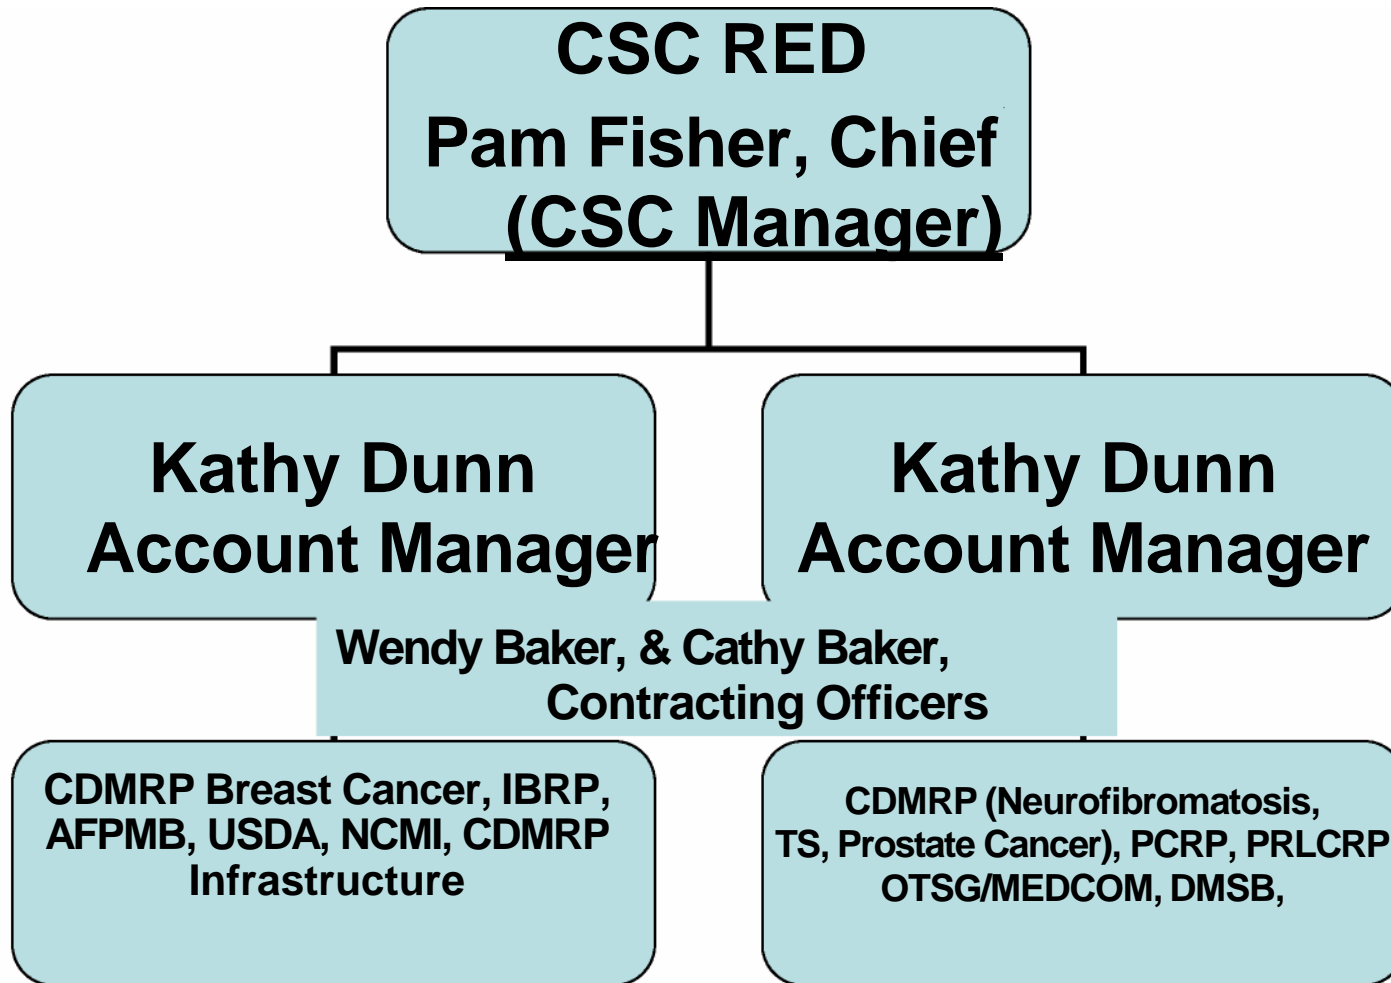 CSC RED
Pam Fisher, Chief
(CSC Manager)
Kathy Dunn
Account Manager
Kathy Dunn
Account Manager
Wendy Baker, & Cathy Baker,
Contracting Officers
CDMRP Breast Cancer, IBRP,
AFPMB, USDA, NCMI, CDMRP
Infrastructure
CDMRP (Neurofibromatosis,
TS, Prostate Cancer), PCRP, PRLCRP
OTSG/MEDCOM, DMSB,